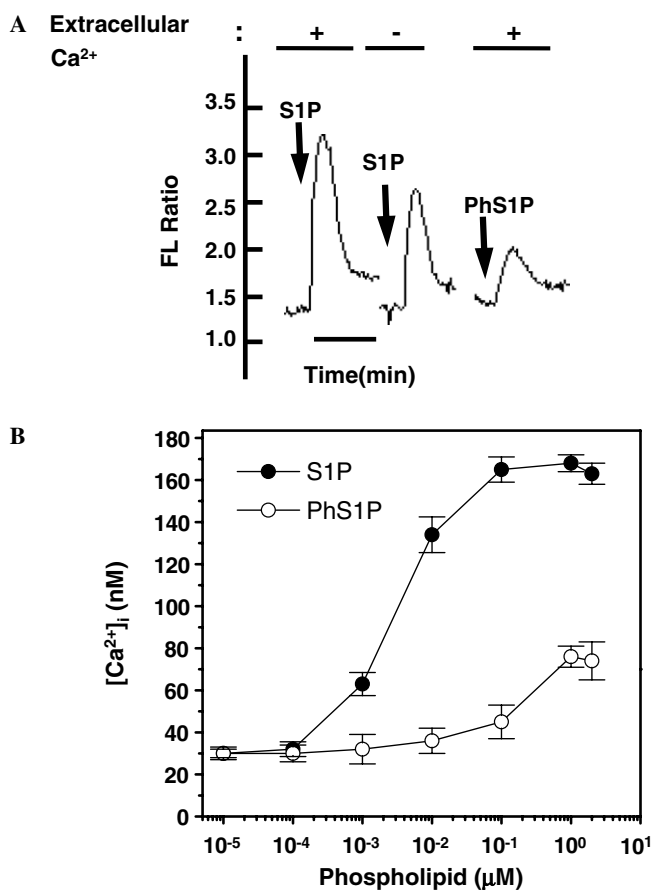 A Extracellular : + - +
Ca²⁺
3.5
S1P
3.0
S1P
2.5
PhS1P
2.0
1.5
1.0
FL Ratio
Time(min)
B
180
160
140
120
100
80
60
40
20
0
[Ca²⁺]ᵢ (nM)
S1P
PhS1P
10⁻⁵ 10⁻⁴ 10⁻³ 10⁻² 10⁻¹ 10⁰ 10¹
Phospholipid (μM)